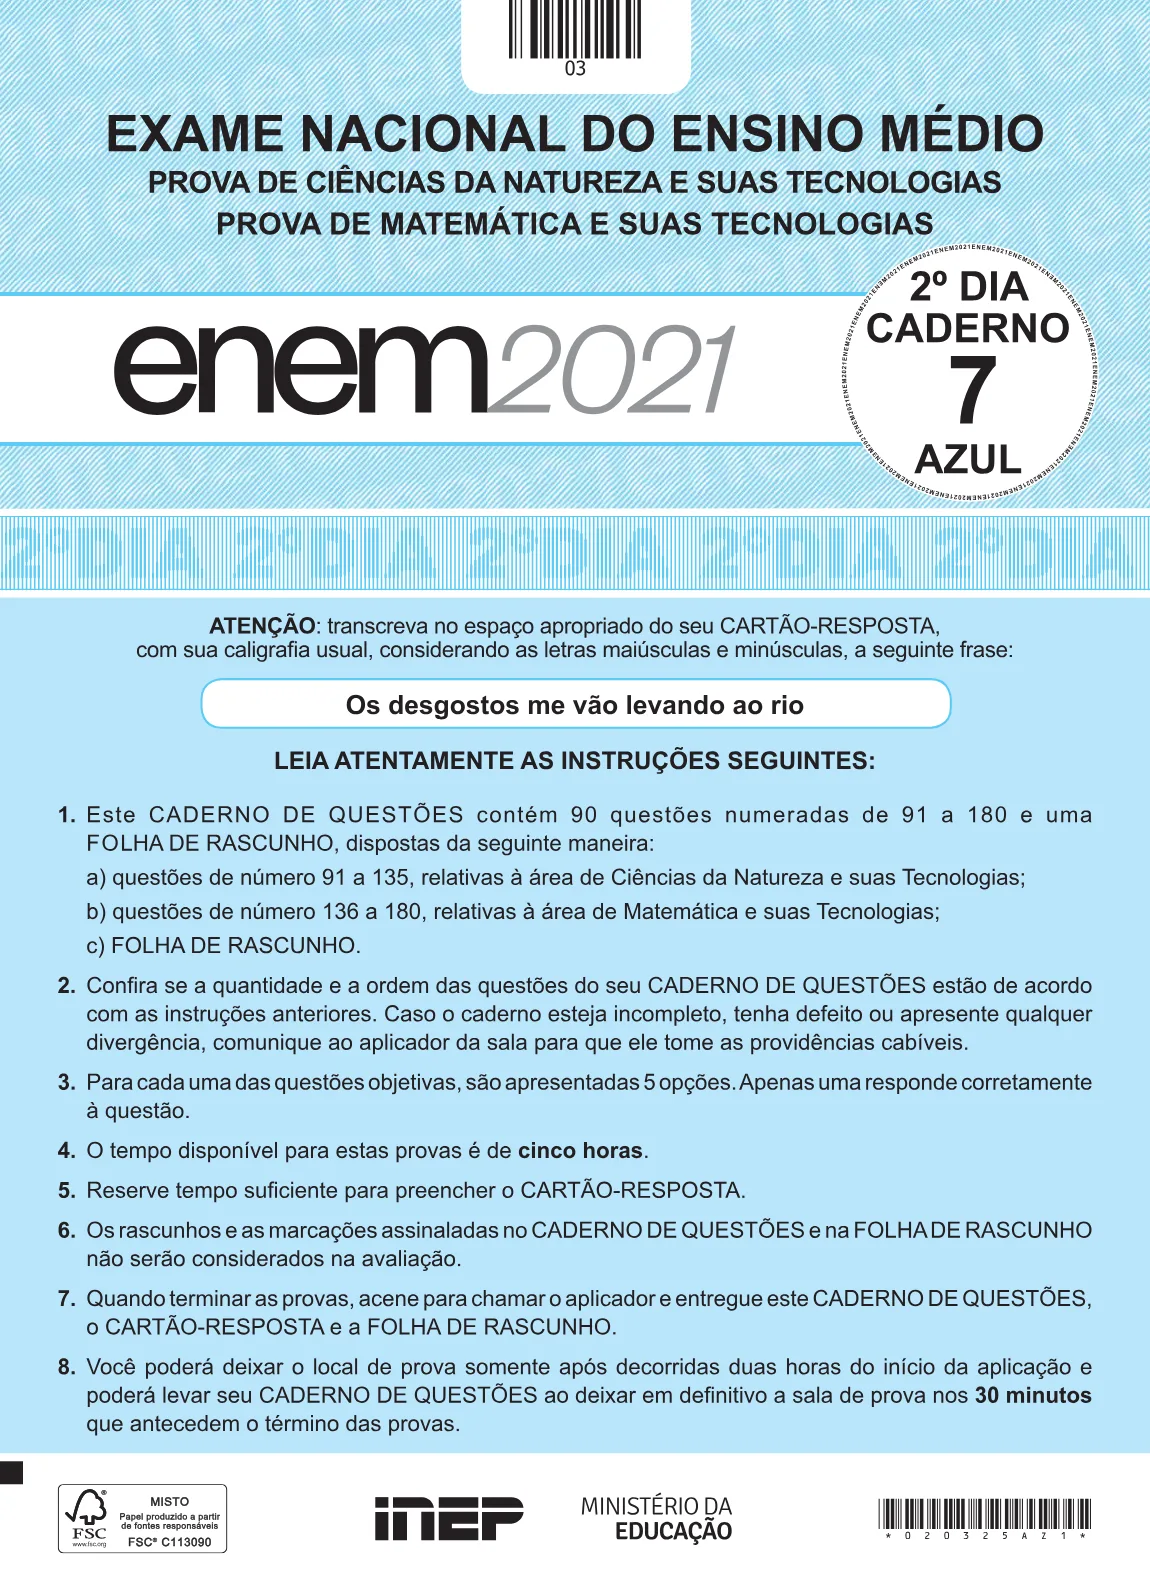 03
EXAME NACIONAL DO ENSINO MÉDIO
PROVA DE CIÊNCIAS DA NATUREZA E SUAS TECNOLOGIAS
PROVA DE MATEMÁTICA E SUAS TECNOLOGIAS
enem2021
2º DIA
CADERNO
7
AZUL
2ºDIA 2ºDIA 2ºDIA 2ºDIA 2ºDIA
ATENÇÃO: transcreva no espaço apropriado do seu CARTÃO-RESPOSTA,
com sua caligrafia usual, considerando as letras maiúsculas e minúsculas, a seguinte frase:
Os desgostos me vão levando ao rio
LEIA ATENTAMENTE AS INSTRUÇÕES SEGUINTES:
1. Este CADERNO DE QUESTÕES contém 90 questões numeradas de 91 a 180 e uma
FOLHA DE RASCUNHO, dispostas da seguinte maneira:
a) questões de número 91 a 135, relativas à área de Ciências da Natureza e suas Tecnologias;
b) questões de número 136 a 180, relativas à área de Matemática e suas Tecnologias;
c) FOLHA DE RASCUNHO.
2. Confira se a quantidade e a ordem das questões do seu CADERNO DE QUESTÕES estão de acordo
com as instruções anteriores. Caso o caderno esteja incompleto, tenha defeito ou apresente qualquer
divergência, comunique ao aplicador da sala para que ele tome as providências cabíveis.
3. Para cada uma das questões objetivas, são apresentadas 5 opções. Apenas uma responde corretamente
à questão.
4. O tempo disponível para estas provas é de cinco horas.
5. Reserve tempo suficiente para preencher o CARTÃO-RESPOSTA.
6. Os rascunhos e as marcações assinaladas no CADERNO DE QUESTÕES e na FOLHA DE RASCUNHO
não serão considerados na avaliação.
7. Quando terminar as provas, acene para chamar o aplicador e entregue este CADERNO DE QUESTÕES,
o CARTÃO-RESPOSTA e a FOLHA DE RASCUNHO.
8. Você poderá deixar o local de prova somente após decorridas duas horas do início da aplicação e
poderá levar seu CADERNO DE QUESTÕES ao deixar em definitivo a sala de prova nos 30 minutos
que antecedem o término das provas.
FSC®
www.fsc.org
MISTO
Papel produzido a partir
de fontes responsáveis
FSC® C113090
INEP
MINISTÉRIO DA
EDUCAÇÃO
*020325AZ1*